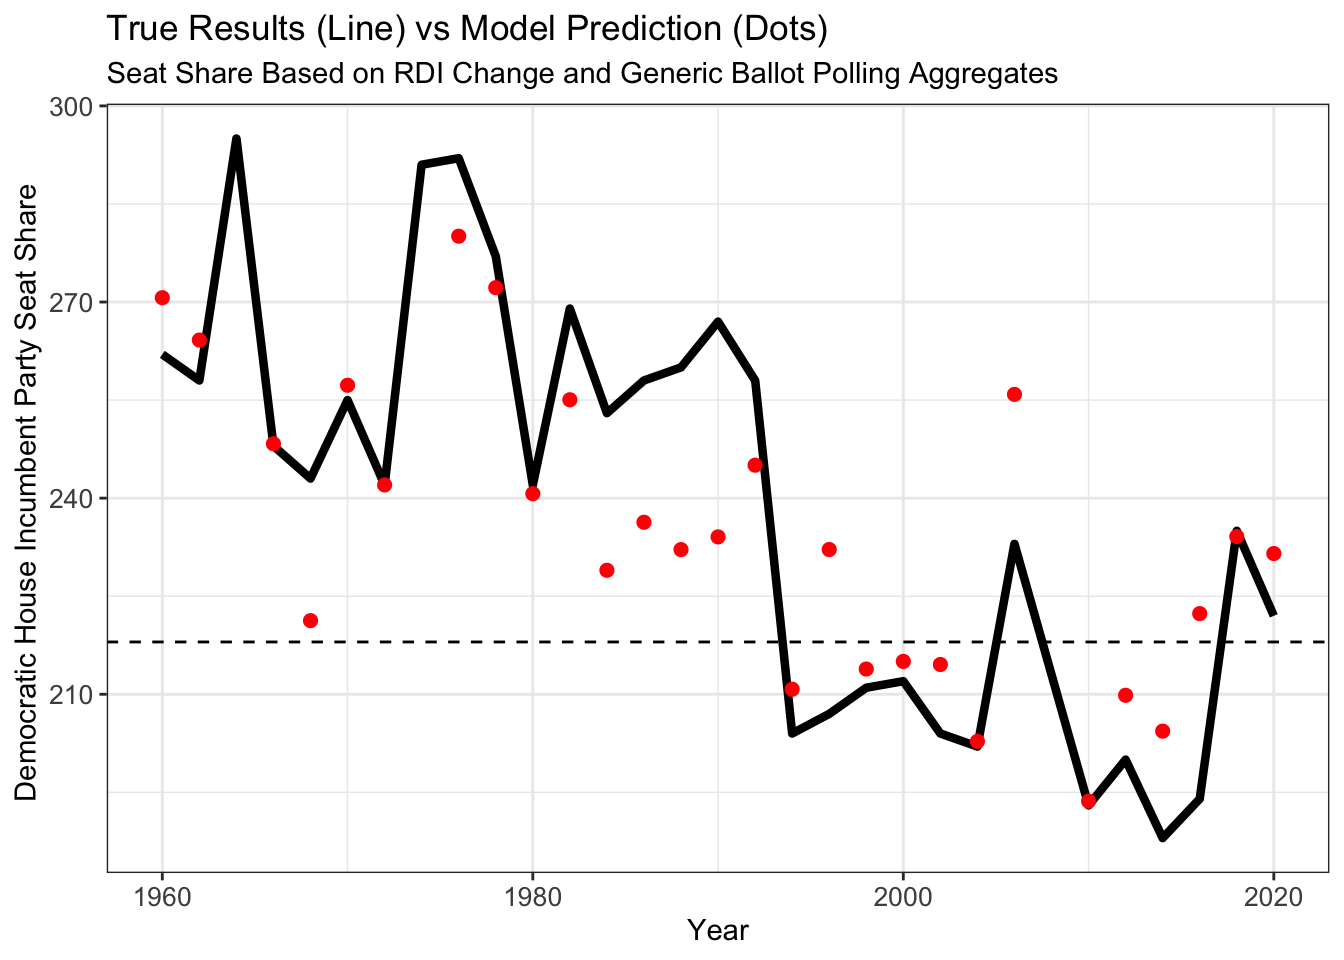 True Results (Line) vs Model Prediction (Dots)
Seat Share Based on RDI Change and Generic Ballot Polling Aggregates
Democratic House Incumbent Party Seat Share
300
270
240
210
1960
1980
2000
2020
Year